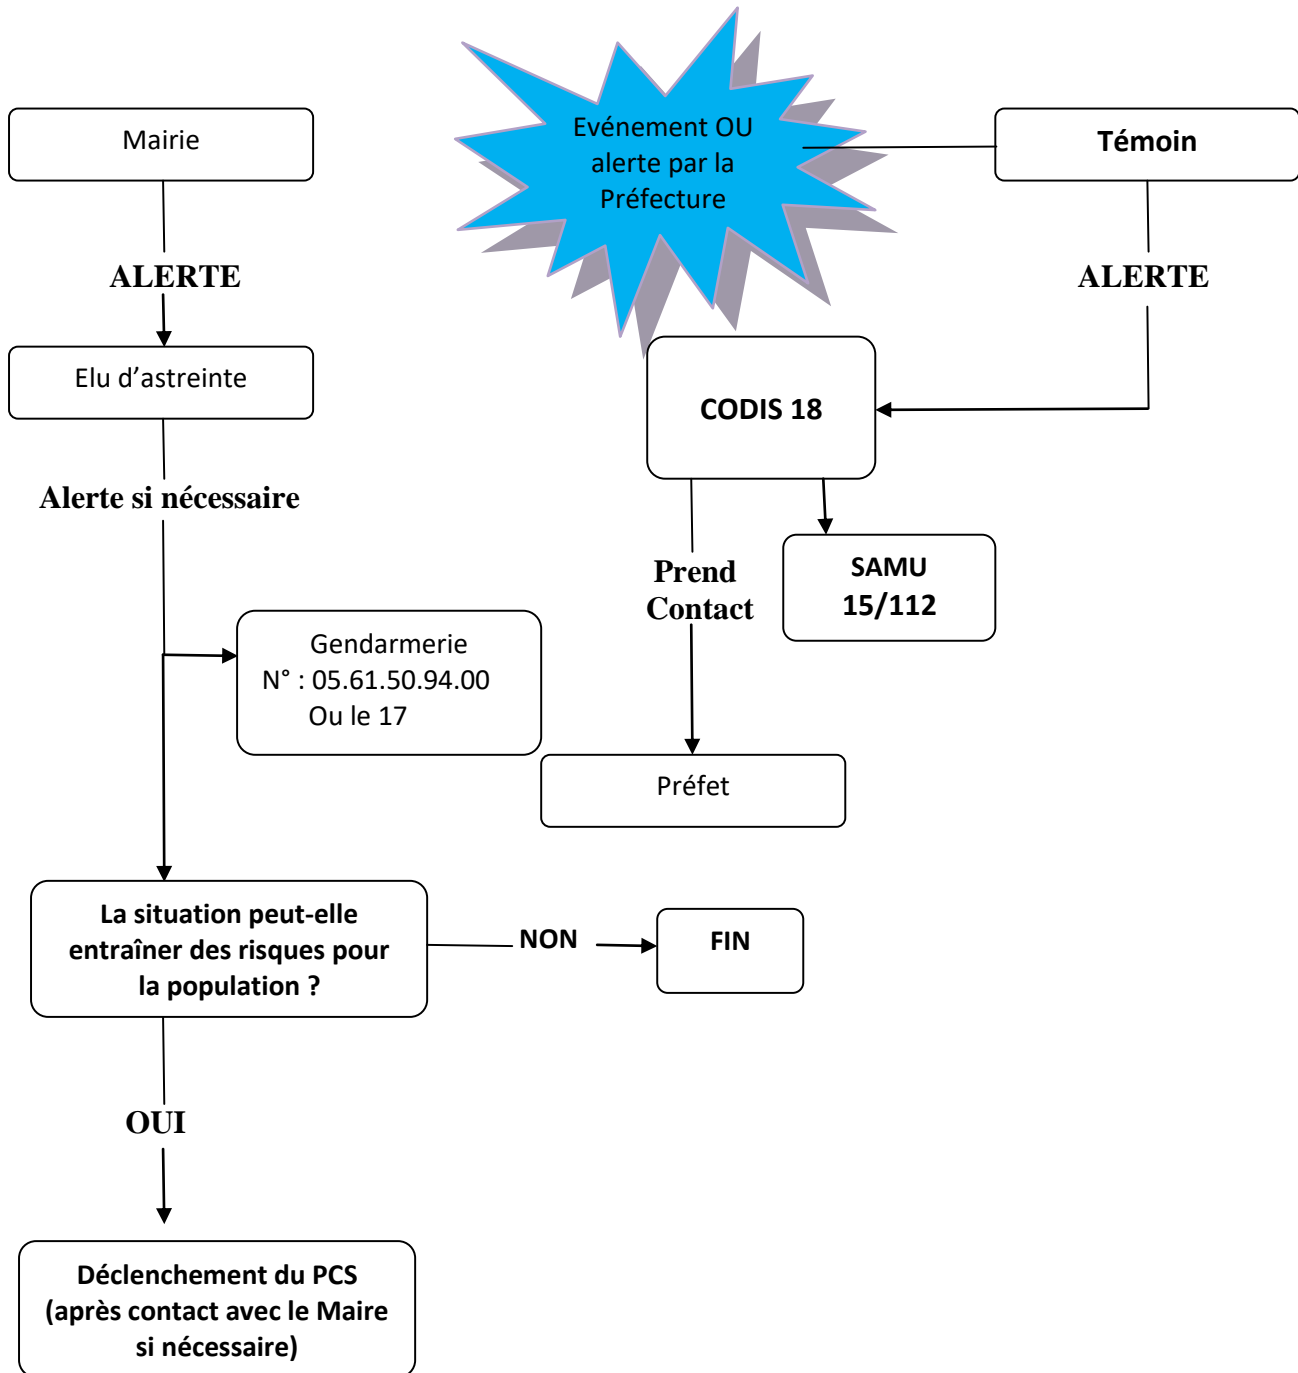 Evénement OU
alerte par la
Préfecture
Mairie
Témoin
ALERTE
ALERTE
Elu d’astreinte
CODIS 18
Alerte si nécessaire
Prend
Contact
SAMU
15/112
Gendarmerie
N° : 05.61.50.94.00
Ou le 17
Préfet
La situation peut-elle
entraîner des risques pour
la population ?
NON
FIN
OUI
Déclenchement du PCS
(après contact avec le Maire
si nécessaire)